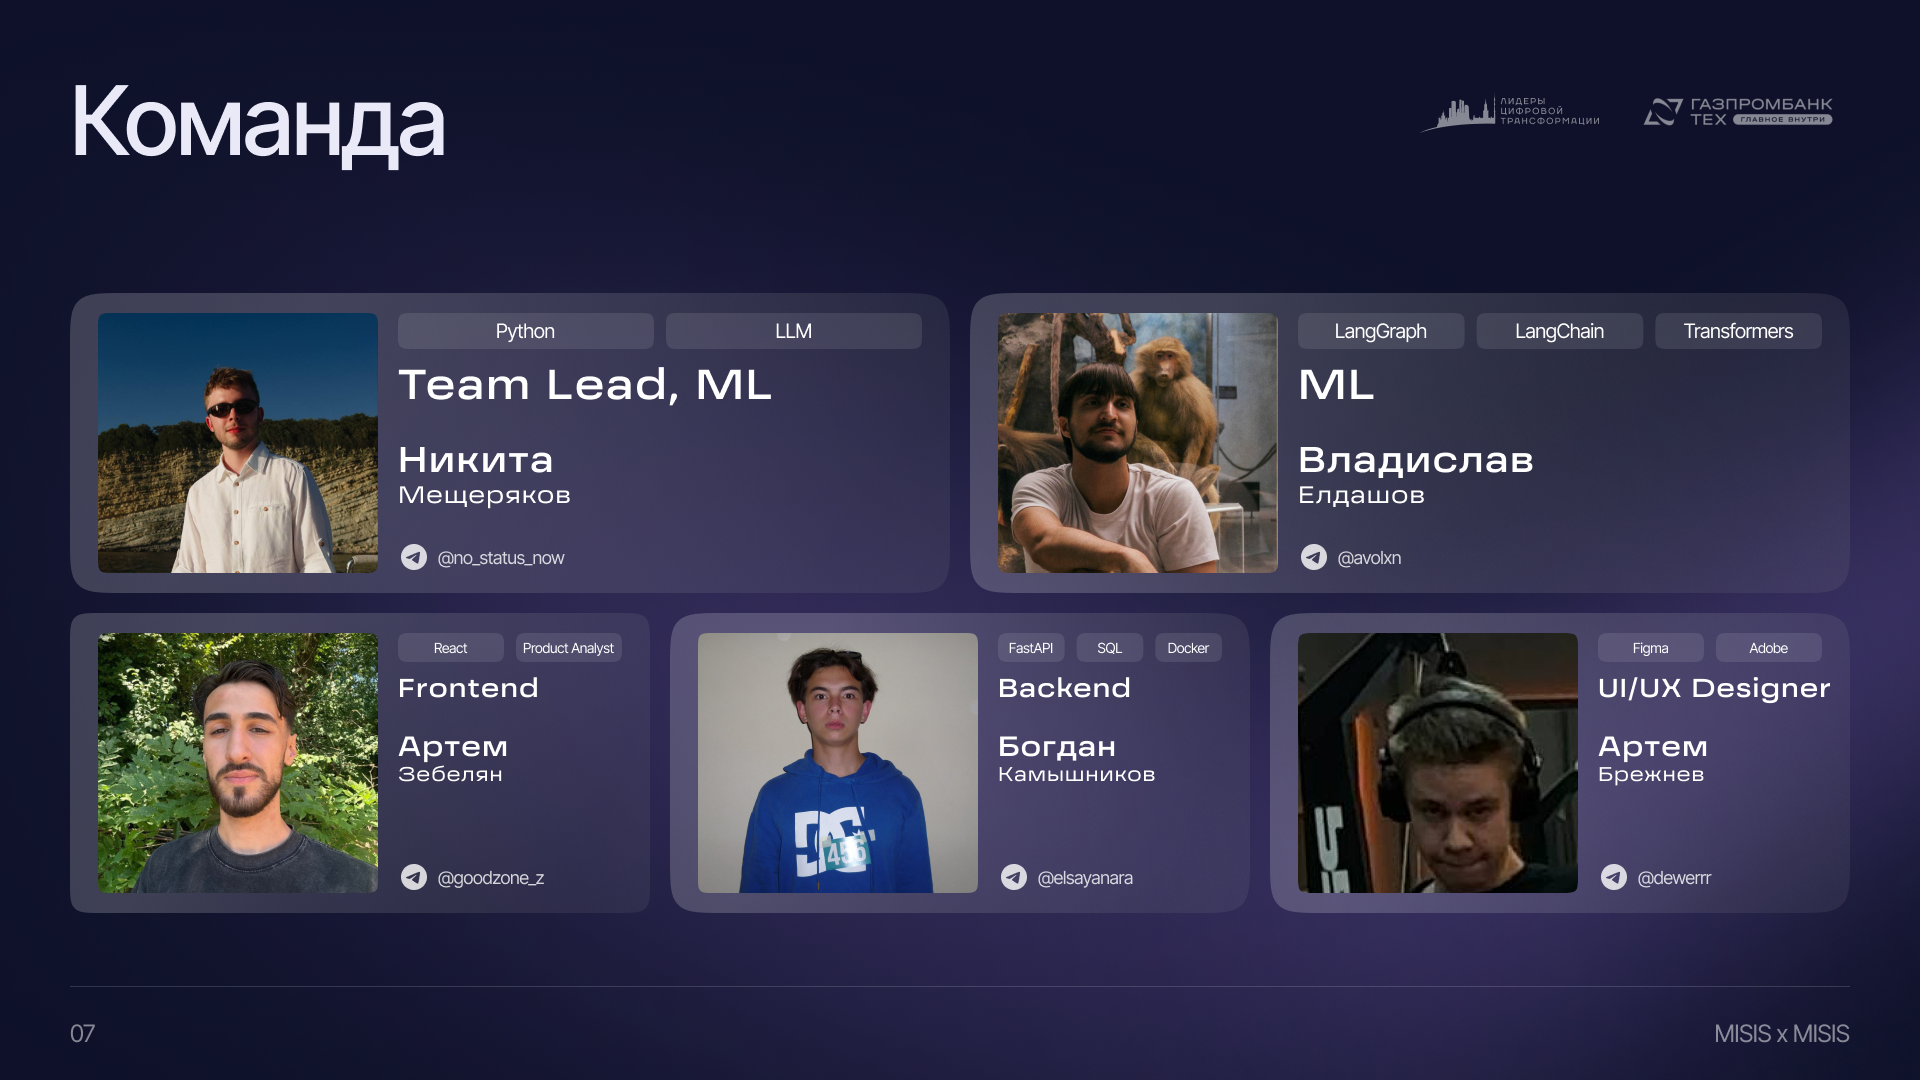 Команда
ЛИДЕРЫ
ЦИФРОВОЙ
ТРАНСФОРМАЦИИ
ГАЗПРОМБАНК
ТЕХ ГЛАВНОЕ ВНУТРИ
Python LLM
Team Lead, ML
Никита
Мещеряков
@no_status_now
LangGraph LangChain Transformers
ML
Владислав
Елдашов
@avolxn
React Product Analyst
Frontend
Артем
Зебелян
@goodzone_z
DC
456
FastAPI SQL Docker
Backend
Богдан
Камышников
@elsayanara
Figma Adobe
UI/UX Designer
Артем
Брежнев
@dewerrr
07
MISIS x MISIS